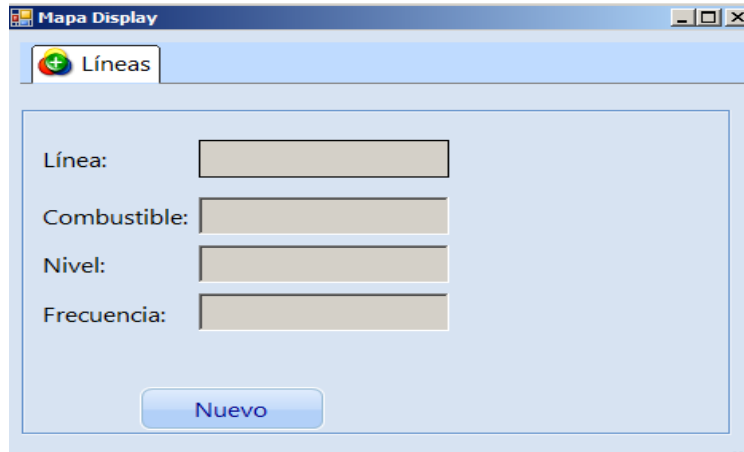 Mapa Display
Líneas
Línea:
Combustible:
Nivel:
Frecuencia:
Nuevo